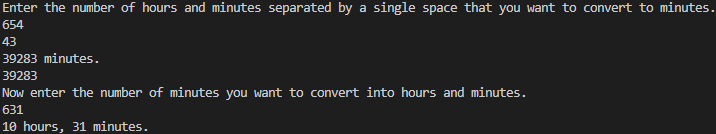 Enter the number of hours and minutes separated by a single space that you want to convert to minutes.
654
43
39283 minutes.
39283
Now enter the number of minutes you want to convert into hours and minutes.
631
10 hours, 31 minutes.